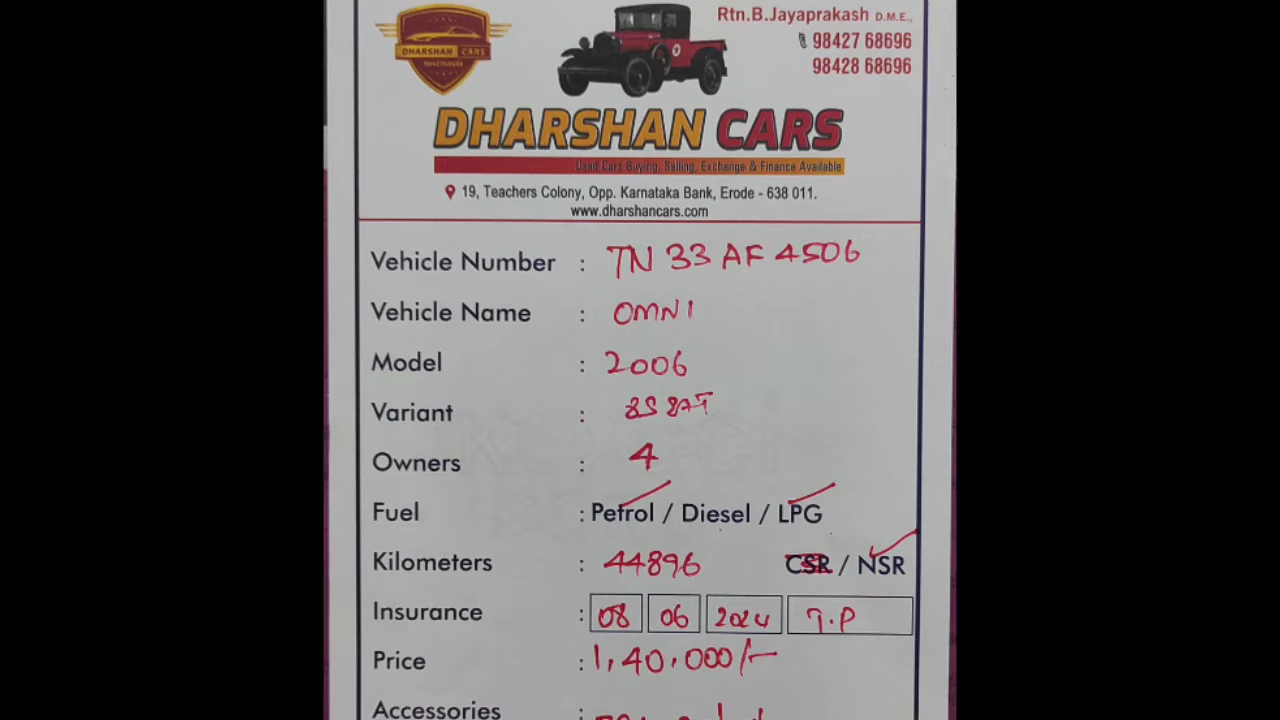 DHARSHAN CARS
Rtn.B.Jayaprakash D.M.E.,
98427 68696
98428 68696
DHARSHAN CARS
Used Cars Buying, Selling, Exchange & Finance Available
19, Teachers Colony, Opp. Karnataka Bank, Erode - 638 011.
www.dharshancars.com
Vehicle Number : TN 33 AF 4506
Vehicle Name : OMNI
Model : 2006
Variant : 8S
Owners : 4
Fuel : Petrol / Diesel / LPG
Kilometers : 44896 CSR / NSR
Insurance : 08 06 2024 T.P
Price : 1,40,000/-
Accessories :